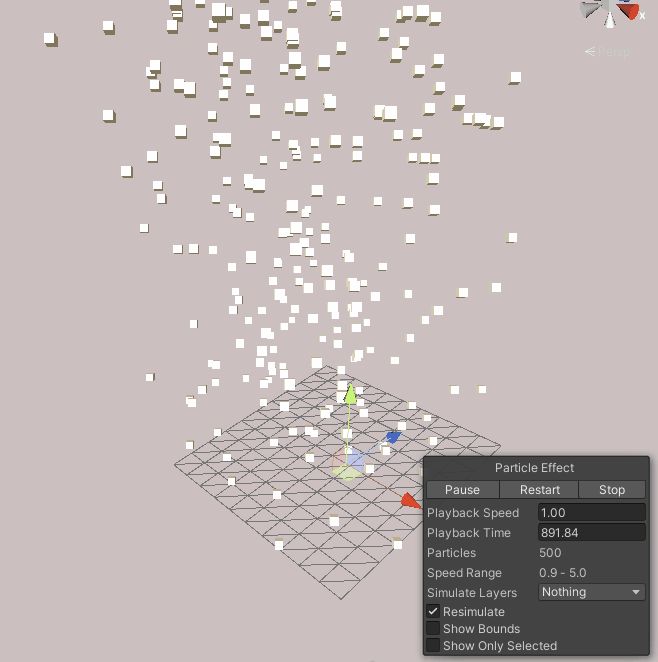 x
Persp
Particle Effect
Pause Restart Stop
Playback Speed 1.00
Playback Time 891.84
Particles 500
Speed Range 0.9 - 5.0
Simulate Layers Nothing
Resimulate
Show Bounds
Show Only Selected